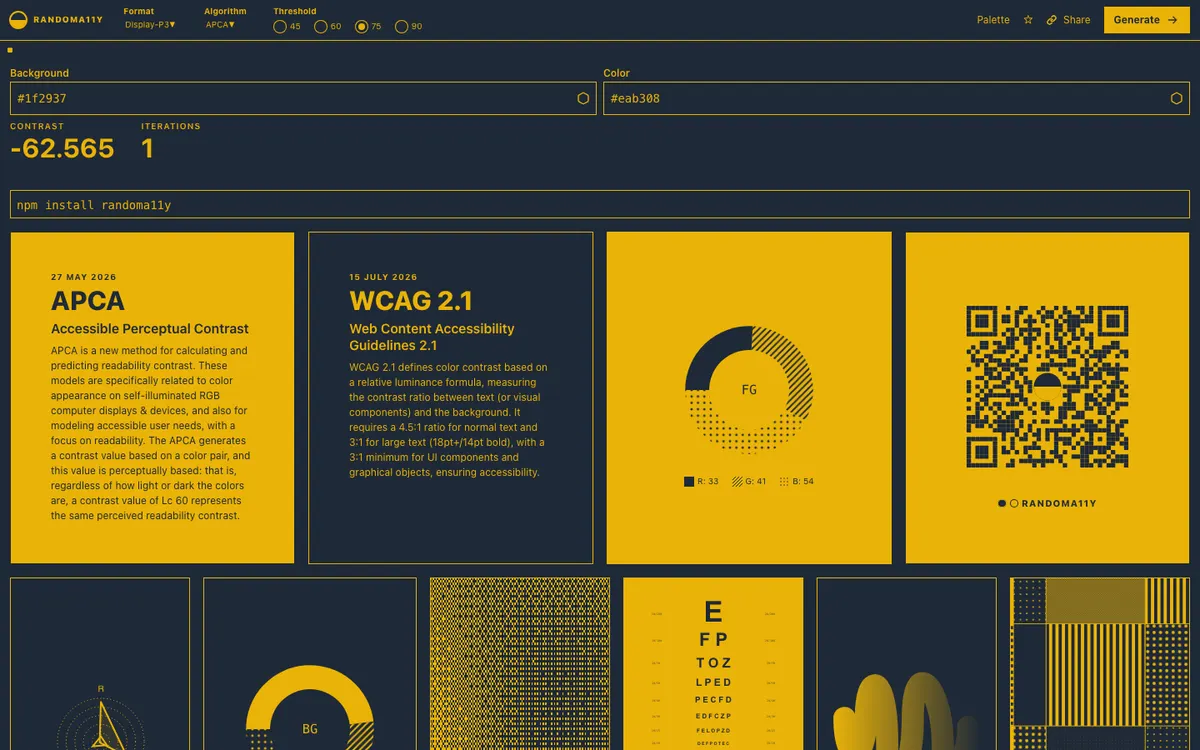 RANDOMA11Y
Format
Display-P3▼
Algorithm
APCA▼
Threshold
45 60 75 90
Palette ☆ Share
Generate →
Background
#1f2937
Color
#eab308
CONTRAST
-62.565
ITERATIONS
1
npm install randoma11y
27 MAY 2026
APCA
Accessible Perceptual Contrast
APCA is a new method for calculating and
predicting readability contrast. These
models are specifically related to color
appearance on self-illuminated RGB
computer displays & devices, and also for
modeling accessible user needs, with a
focus on readability. The APCA generates
a contrast value based on a color pair, and
this value is perceptually based: that is,
regardless of how light or dark the colors
are, a contrast value of Lc 60 represents
the same perceived readability contrast.
15 JULY 2026
WCAG 2.1
Web Content Accessibility
Guidelines 2.1
WCAG 2.1 defines color contrast based on
a relative luminance formula, measuring
the contrast ratio between text (or visual
components) and the background. It
requires a 4.5:1 ratio for normal text and
3:1 for large text (18pt+/14pt bold), with a
3:1 minimum for UI components and
graphical objects, ensuring accessibility.
FG
R: 33 G: 41 B: 54
RANDOMA11Y
R
BG
E
F P
T O Z
L P E D
P E C F D
E D F C Z P
F E L O P Z D
D E F P O T E C